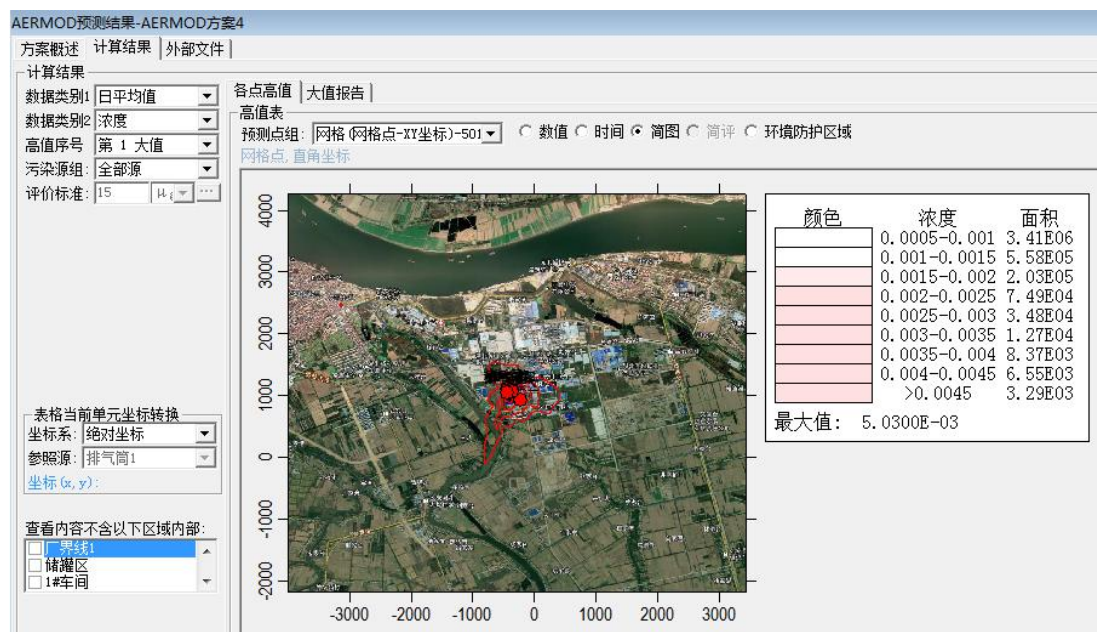 AERMOD预测结果-AERMOD方案4
方案概述 计算结果 外部文件
计算结果
数据类别1 日平均值
数据类别2 浓度
高值序号 第 1 大值
污染源组: 全部源
评价标准: 15
各点高值 大值报告
高值表
预测点组: 网格(网格点-XY坐标)-501 数值 时间 简图 简评 环境防护区域
网格点,直角坐标
4000
3000
2000
1000
0
-1000
-2000
-3000 -2000 -1000 0 1000 2000 3000
颜色 浓度 面积
0.0005-0.001 3.41E06
0.001-0.0015 5.58E05
0.0015-0.002 2.03E05
0.002-0.0025 7.49E04
0.0025-0.003 3.48E04
0.003-0.0035 1.27E04
0.0035-0.004 8.37E03
0.004-0.0045 6.55E03
>0.0045 3.29E03
最大值: 5.0300E-03
表格当前单元坐标转换
坐标系: 绝对坐标
参照源: 排气筒1
坐标(x,y):
查看内容不含以下区域内部:
厂界线1
储罐区
1#车间